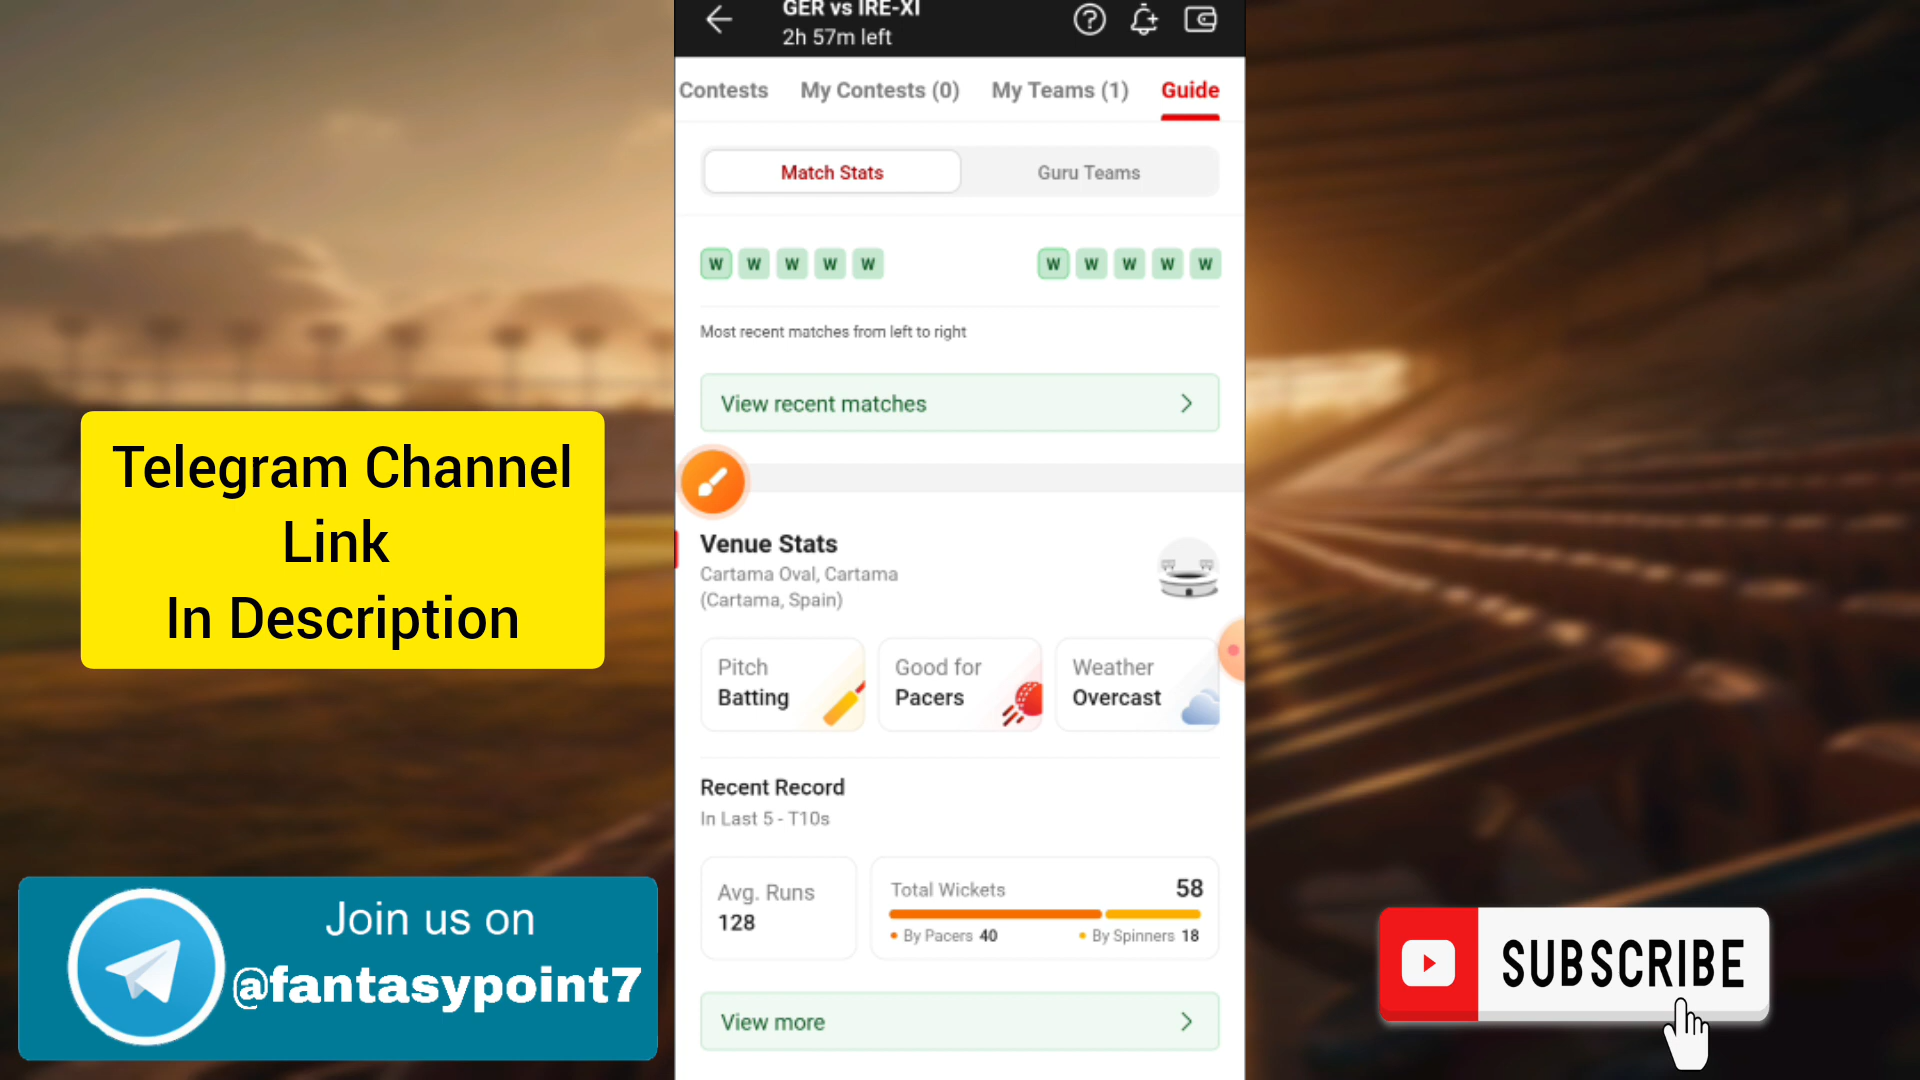 GER vs IRE-XI
2h 57m left
Contests
My Contests (0)
My Teams (1)
Guide
Match Stats
Guru Teams
W W W W W
W W W W W
Most recent matches from left to right
View recent matches
Telegram Channel
Link
In Description
Venue Stats
Cartama Oval, Cartama
(Cartama, Spain)
Pitch
Batting
Good for
Pacers
Weather
Overcast
Recent Record
In Last 5 - T10s
Avg. Runs
128
Total Wickets 58
By Pacers 40
By Spinners 18
View more
Join us on
@fantasypoint7
SUBSCRIBE